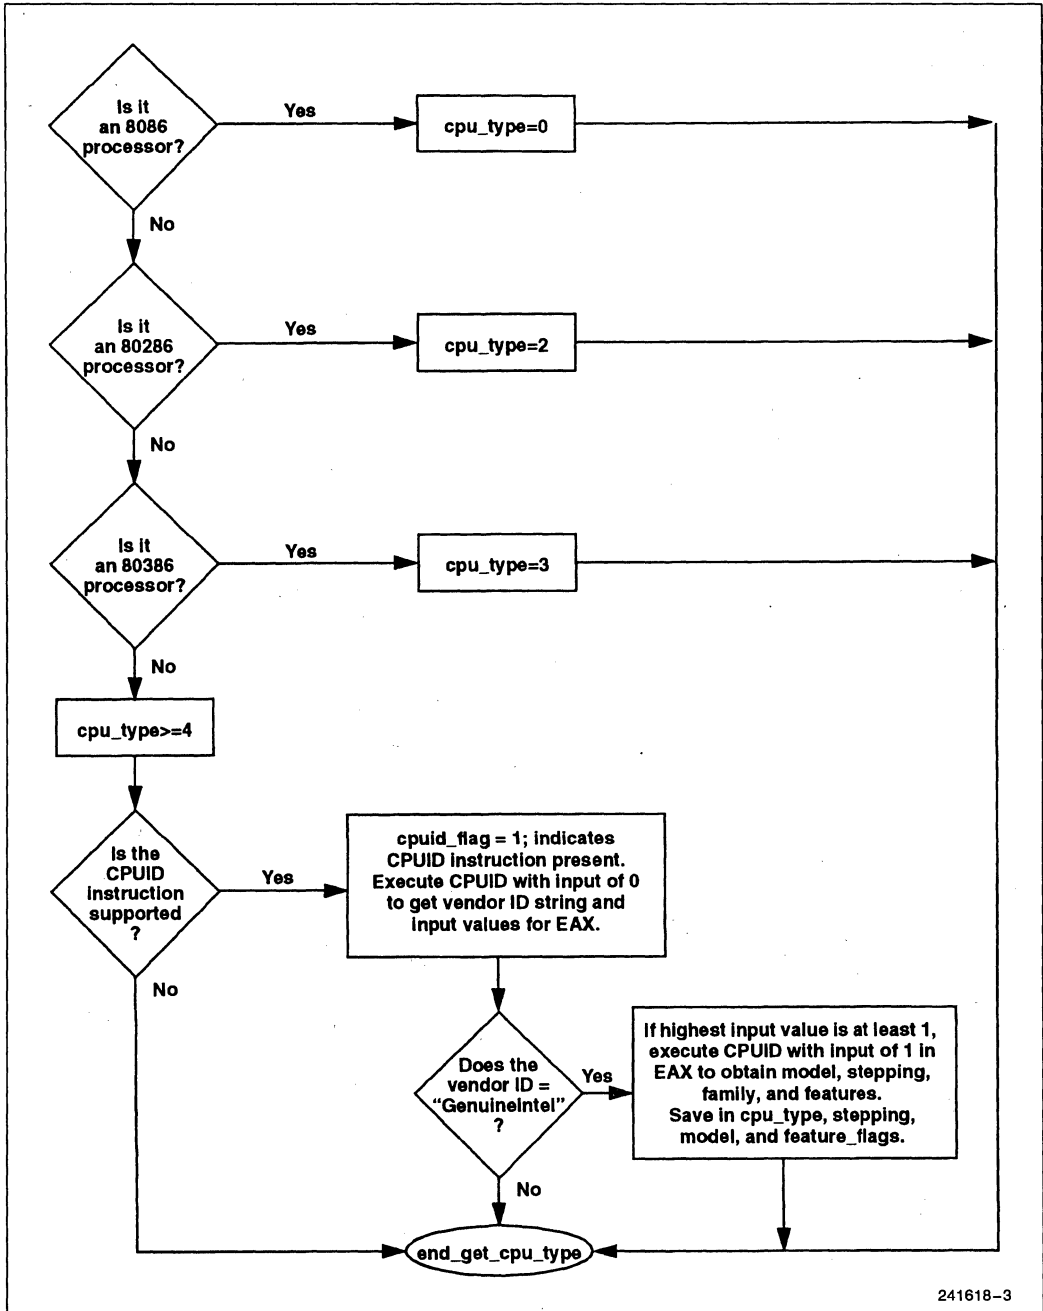 Is it
an 8086
processor?
Yes
cpu_type=0
No
Is it
an 80286
processor?
Yes
cpu_type=2
No
Is it
an 80386
processor?
Yes
cpu_type=3
No
cpu_type>=4
Is the
CPUID
instruction
supported
?
Yes
cpuid_flag = 1; indicates
CPUID instruction present.
Execute CPUID with input of 0
to get vendor ID string and
input values for EAX.
No
Does the
vendor ID =
“GenuineIntel”
?
Yes
If highest input value is at least 1,
execute CPUID with input of 1 in
EAX to obtain model, stepping,
family, and features.
Save in cpu_type, stepping,
model, and feature_flags.
No
end_get_cpu_type
241618–3